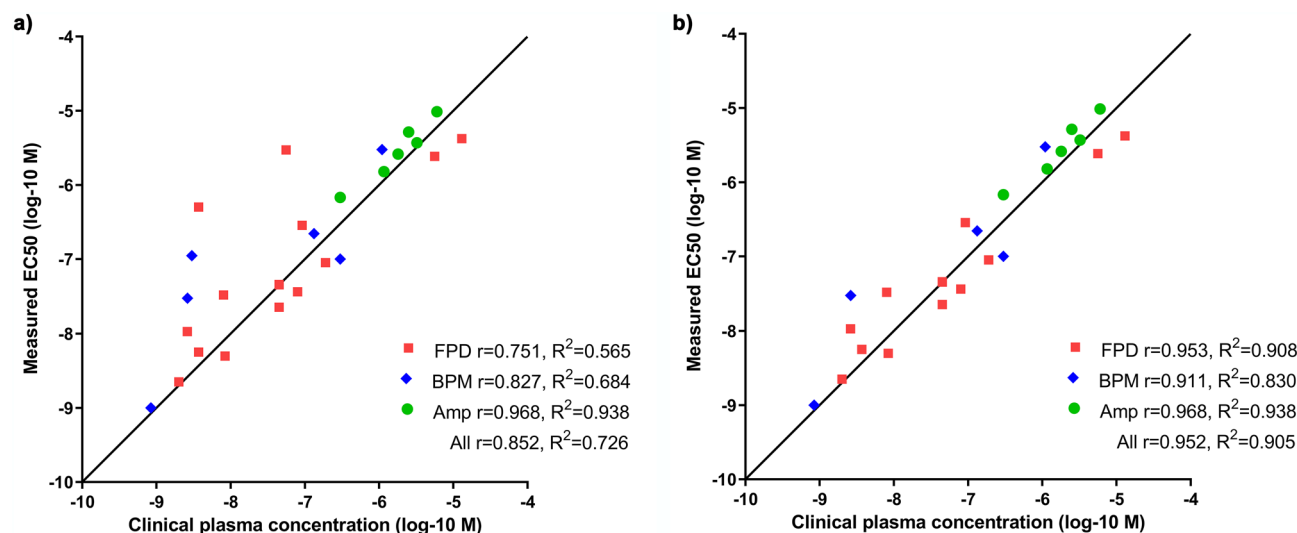 a)
Measured EC50 (log-10 M)
-4
-5
-6
-7
-8
-9
-10
-10 -9 -8 -7 -6 -5 -4
Clinical plasma concentration (log-10 M)
FPD r=0.751, R²=0.565
BPM r=0.827, R²=0.684
Amp r=0.968, R²=0.938
All r=0.852, R²=0.726
b)
Measured EC50 (log-10 M)
-4
-5
-6
-7
-8
-9
-10
-10 -9 -8 -7 -6 -5 -4
Clinical plasma concentration (log-10 M)
FPD r=0.953, R²=0.908
BPM r=0.911, R²=0.830
Amp r=0.968, R²=0.938
All r=0.952, R²=0.905